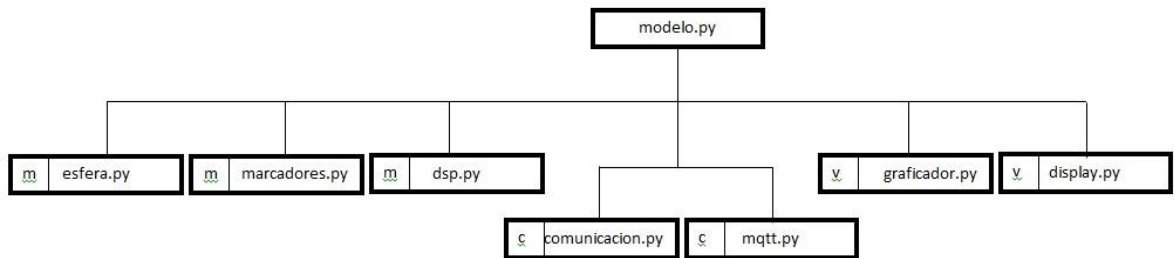 modelo.py
m esfera.py
m marcadores.py
m dsp.py
v graficador.py
v display.py
c comunicacion.py
c mqtt.py